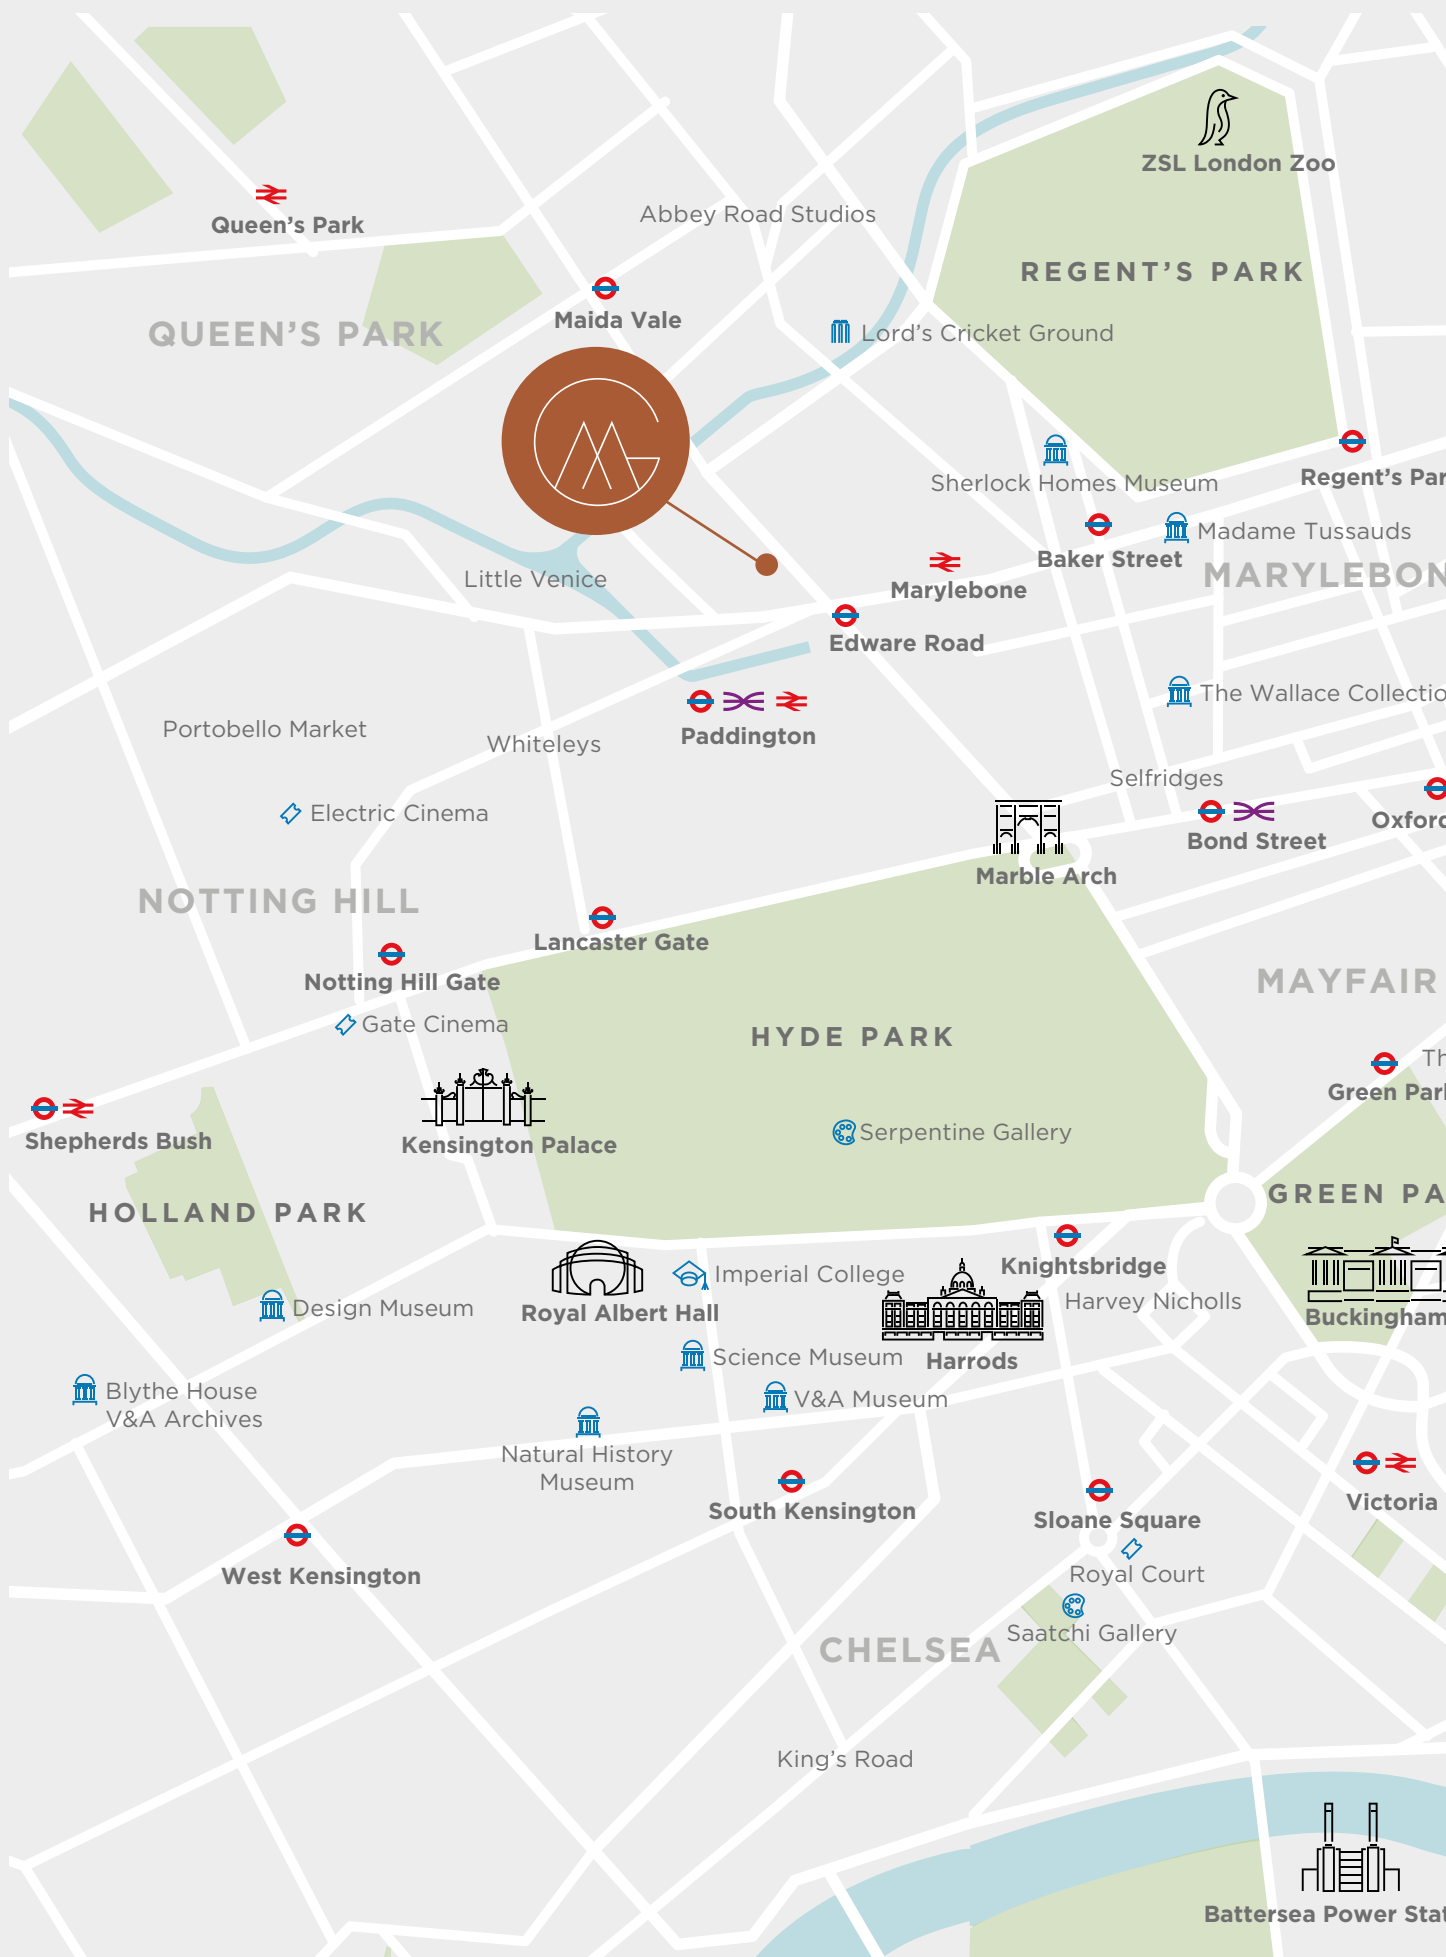 ZSL London Zoo
Queen's Park
Abbey Road Studios
REGENT'S PARK
Maida Vale
QUEEN'S PARK
Lord's Cricket Ground
Sherlock Homes Museum
Regent's Par
Madame Tussauds
Baker Street
MARYLEBON
Little Venice
Marylebone
Edware Road
The Wallace Collectio
Portobello Market
Whiteleys
Paddington
Selfridges
Electric Cinema
Oxford
Bond Street
Marble Arch
NOTTING HILL
Lancaster Gate
Notting Hill Gate
MAYFAIR
Gate Cinema
HYDE PARK
Th
Green Park
Shepherds Bush
Kensington Palace
Serpentine Gallery
HOLLAND PARK
GREEN PA
Knightsbridge
Imperial College
Harvey Nicholls
Design Museum
Royal Albert Hall
Buckingham
Science Museum
Harrods
Blythe House
V&A Archives
V&A Museum
Natural History
Museum
South Kensington
Sloane Square
Victoria
West Kensington
Royal Court
Saatchi Gallery
CHELSEA
King's Road
Battersea Power Stat